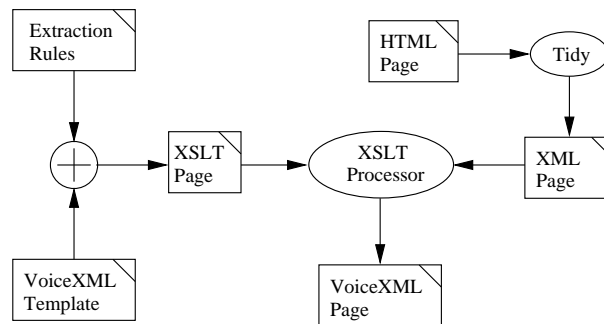 Extraction
Rules
HTML
Page
Tidy
XSLT
Page
XSLT
Processor
XML
Page
VoiceXML
Template
VoiceXML
Page